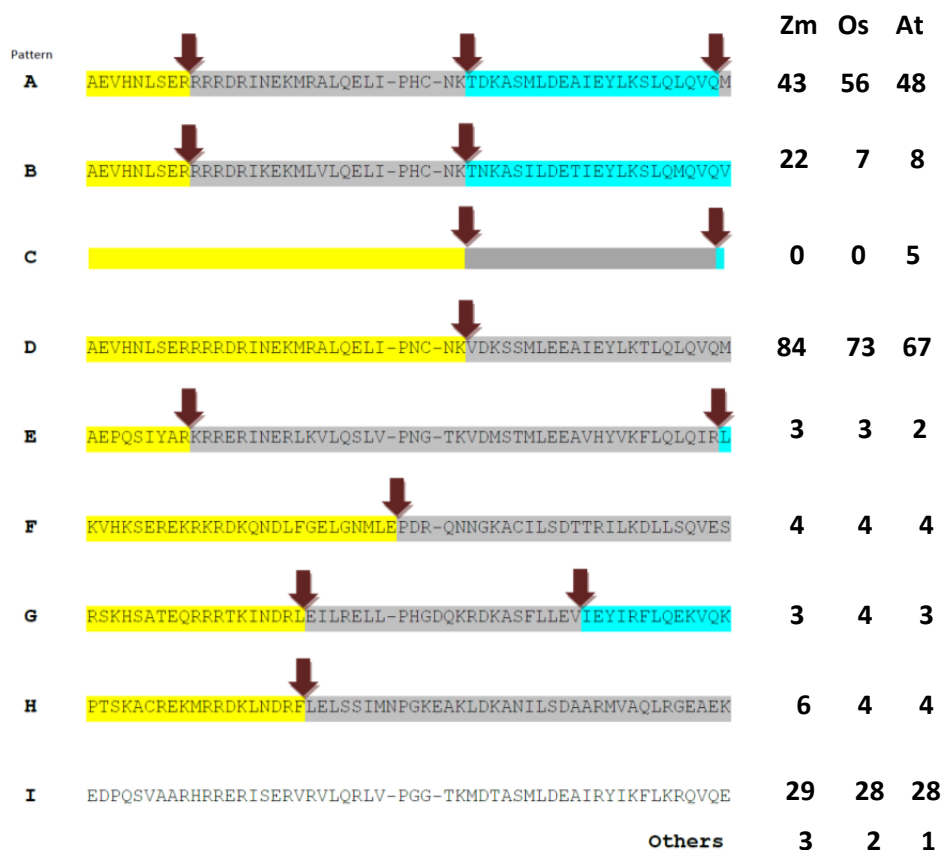 Zm Os At
Pattern
A AEVHNLSERRRRDRINEKMRALQELI-PHC-NKTDKASMLDEAIEYLKSLQLQVQM 43 56 48
B AEVHNLSERRRRDRIKEKMLVLQELI-PHC-NKTNKASILDETIEYLKSLQMQVQV 22 7 8
C 0 0 5
D AEVHNLSERRRRDRINEKMRALQELI-PNC-NKVDKSSMLEEAIEYLKTLQLQVQM 84 73 67
E AEPQSIYARKRRERINERLKVLQSLV-PNG-TKVDMSTMLEEAVHYVKFLQLQIRL 3 3 2
F KVHKSEREKRKRDKQNDLFGELGNMLEPDR-QNNGKACILSDTTRILKDLLSQVES 4 4 4
G RSKHSATEQRRRTKINDRLEILRELL-PHGDQKRDKASFLLEVIEYIRFLQEKVQK 3 4 3
H PTSKACREKMRRDKLNDRFLELSSIMNPGKEAKLDKANILSDAARMVAQLRGEAEK 6 4 4
I EDPQSVAARHRRERISERVRVLQRLV-PGG-TKMDTASMLDEAIRYIKFLKRQVQE 29 28 28
Others 3 2 1